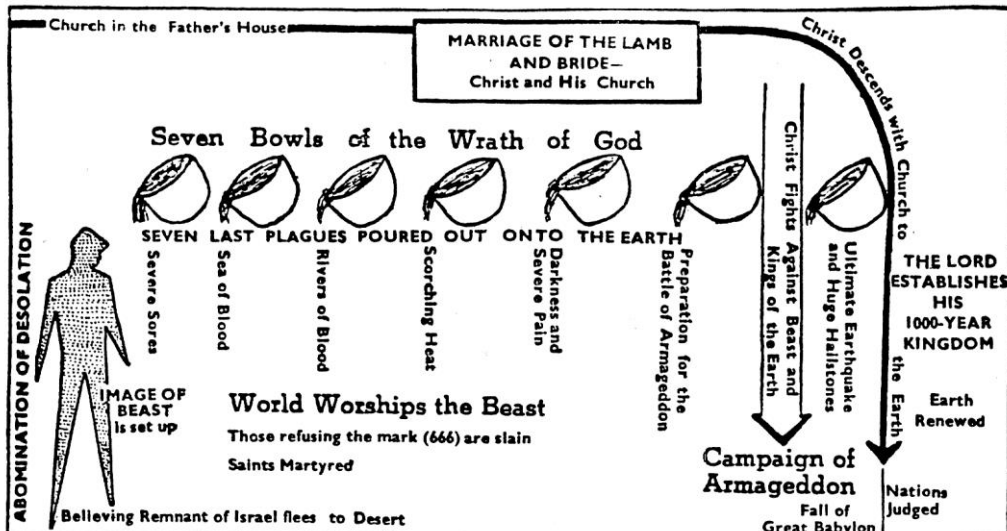 Church in the Father's House
MARRIAGE OF THE LAMB
AND BRIDE—
Christ and His Church
Christ Descends with Church to
the Earth
Seven Bowls of the Wrath of God
SEVEN LAST PLAGUES POURED OUT ONTO THE EARTH
Severe Sores
Sea of Blood
Rivers of Blood
Scorching Heat
Darkness and
Severe Pain
Preparation for the
Battle of Armageddon
Christ Fights Against Beast and
Kings of the Earth
Ultimate Earthquake
and Huge Hailstones
THE LORD
ESTABLISHES
HIS
1000-YEAR
KINGDOM
Earth
Renewed
ABOMINATION OF DESOLATION
IMAGE OF
BEAST
Is set up
World Worships the Beast
Those refusing the mark (666) are slain
Saints Martyred
Believing Remnant of Israel flees to Desert
Campaign of
Armageddon
Fall of
Great Babylon
Nations
Judged